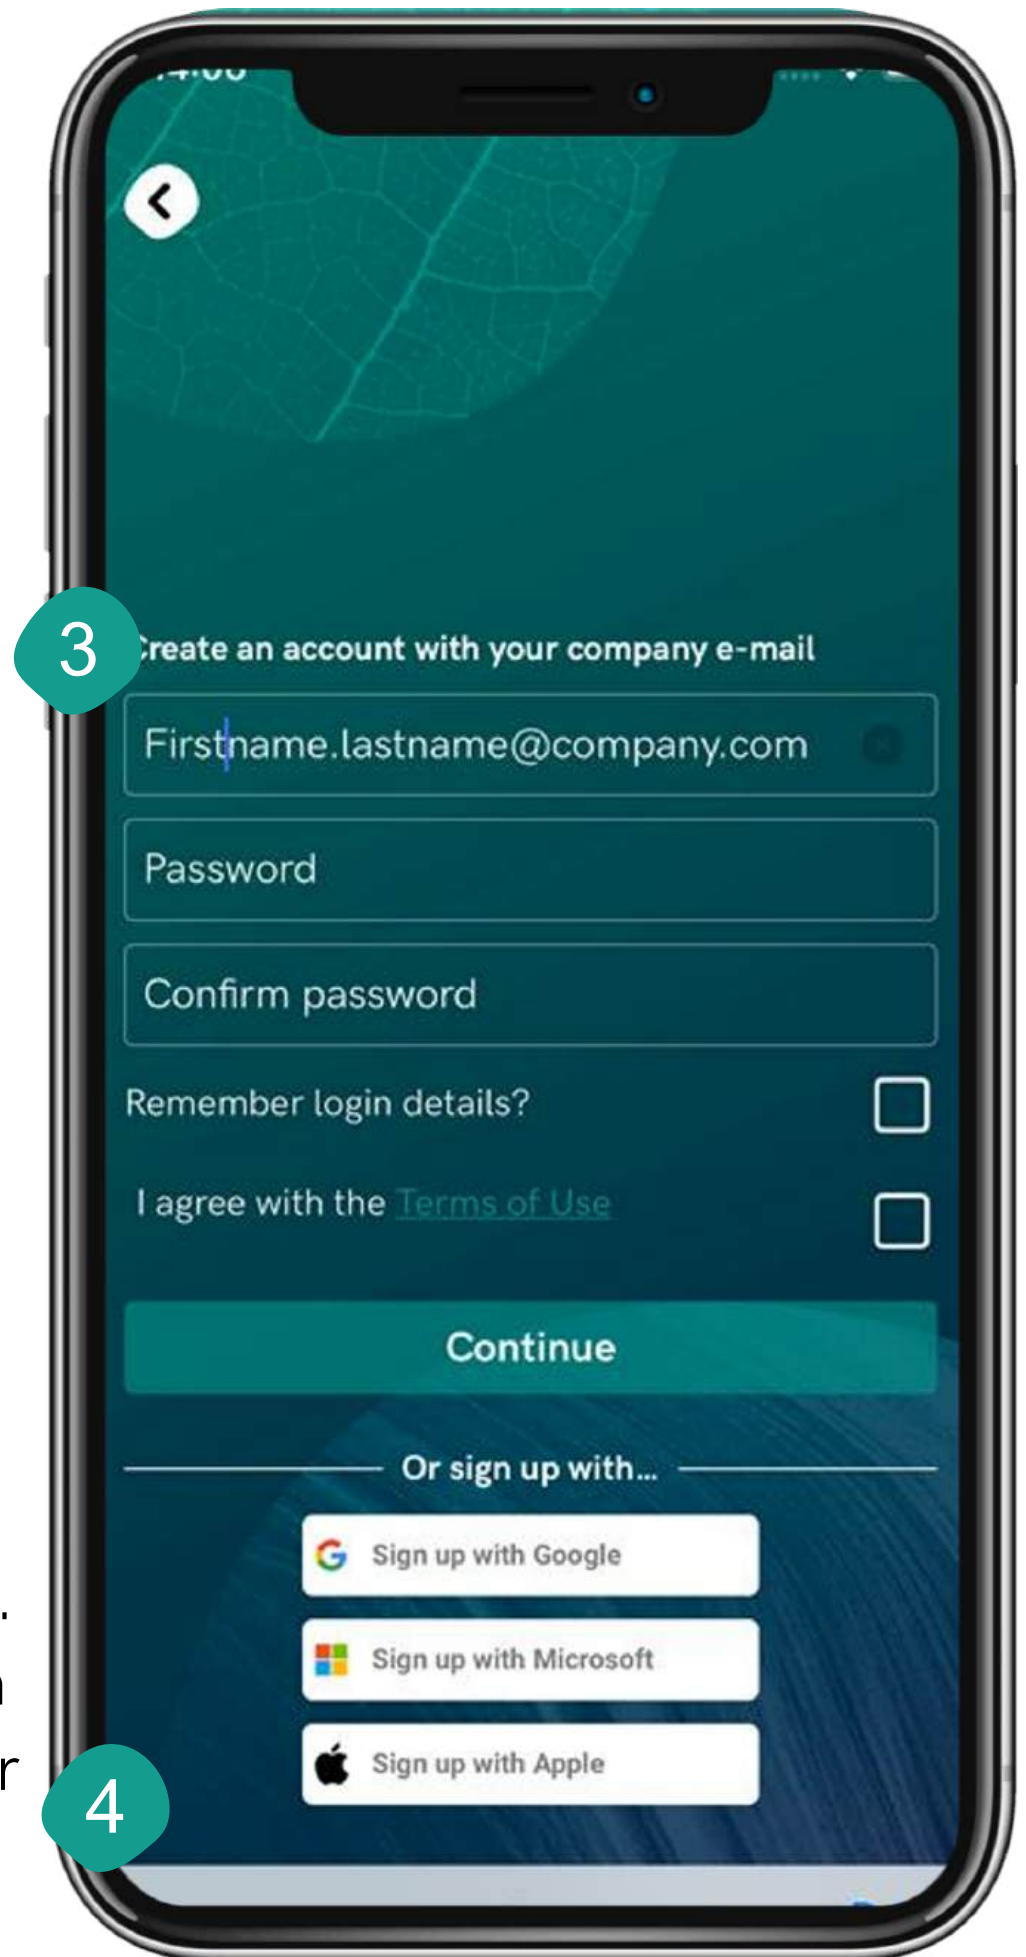 3
Create an account with your company e-mail
Firstname.lastname@company.com
Password
Confirm password
Remember login details?
I agree with the Terms of Use
Continue
Or sign up with...
Sign up with Google
Sign up with Microsoft
Sign up with Apple
4